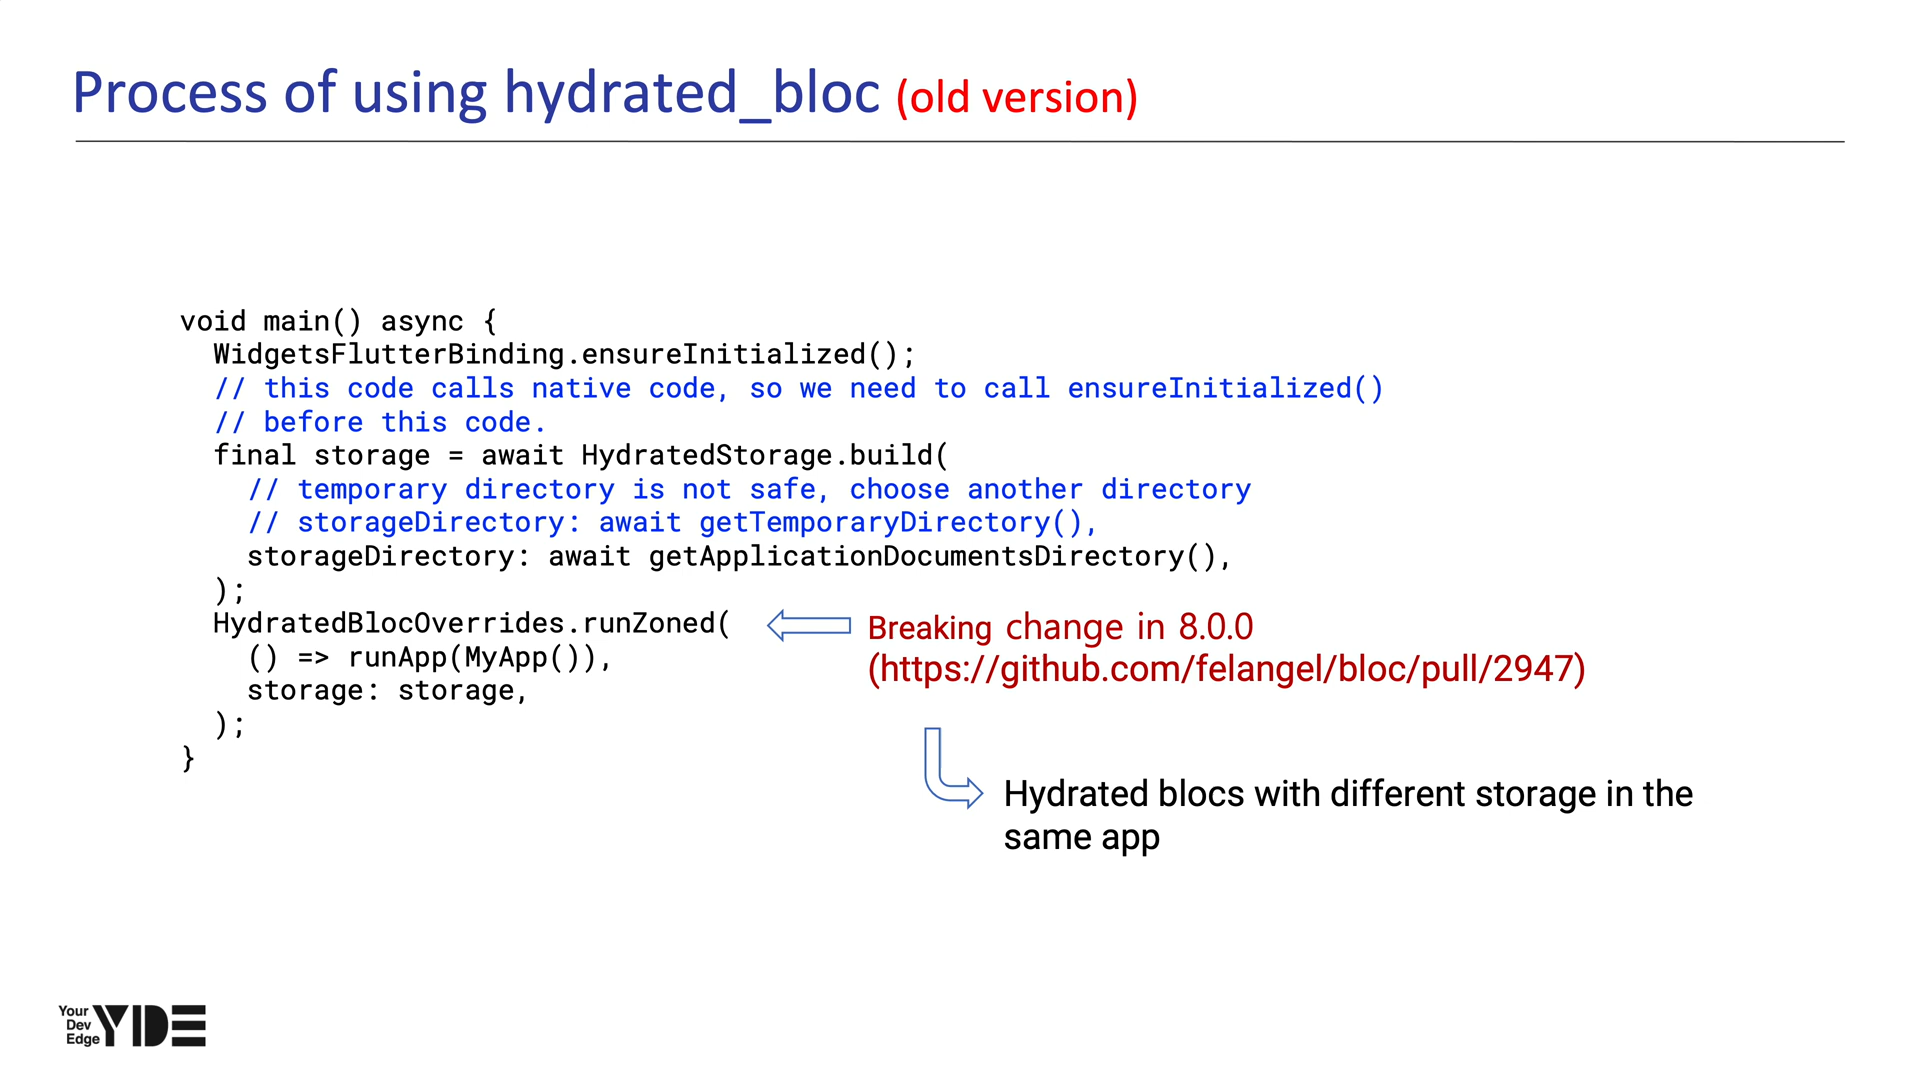 Process of using hydrated_bloc (old version)
void main() async {
  WidgetsFlutterBinding.ensureInitialized();
  // this code calls native code, so we need to call ensureInitialized()
  // before this code.
  final storage = await HydratedStorage.build(
    // temporary directory is not safe, choose another directory
    // storageDirectory: await getTemporaryDirectory(),
    storageDirectory: await getApplicationDocumentsDirectory(),
  );
  HydratedBlocOverrides.runZoned(
    () => runApp(MyApp()),
    storage: storage,
  );
}
Breaking change in 8.0.0
(https://github.com/felangel/bloc/pull/2947)
Hydrated blocs with different storage in the
same app
Your
Dev
Edge
YIDE